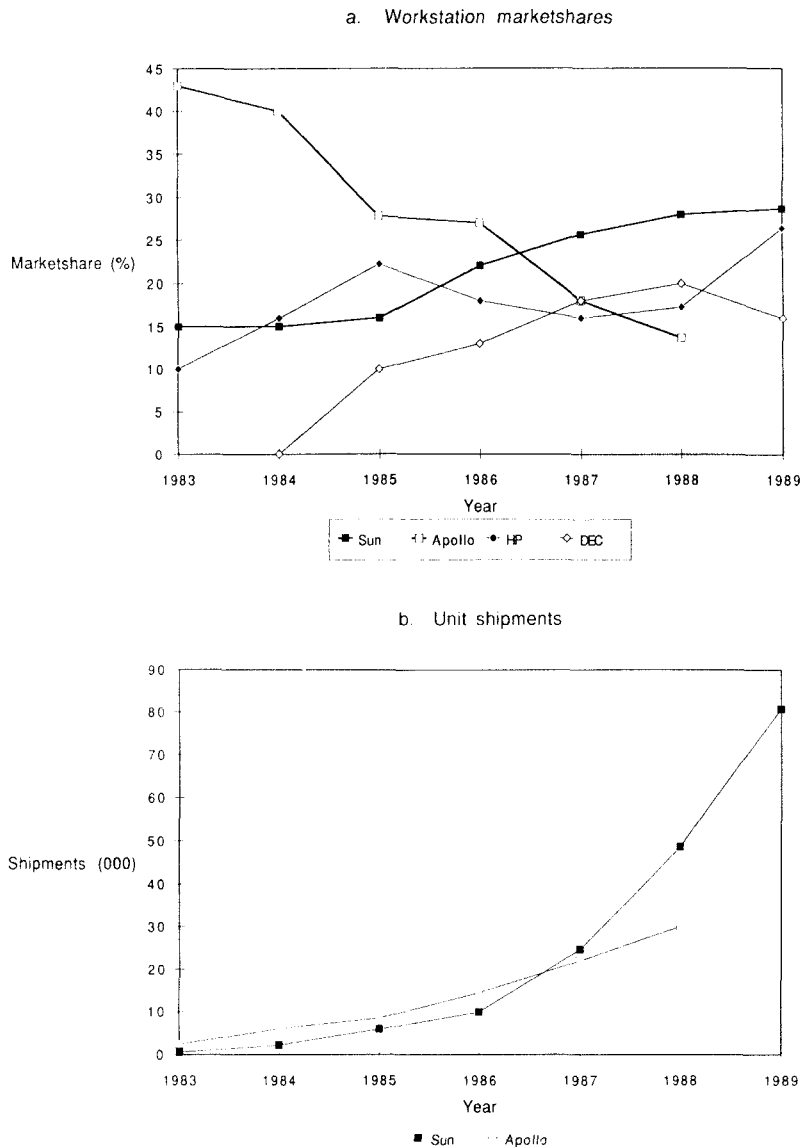 a. Workstation marketshares
45
40
35
30
25
20
15
10
5
0
Marketshare (%)
1983 1984 1985 1986 1987 1988 1989
Year
Sun Apollo HP DEC
b. Unit shipments
90
80
70
60
50
40
30
20
10
0
Shipments (000)
1983 1984 1985 1986 1987 1988 1989
Year
Sun Apollo